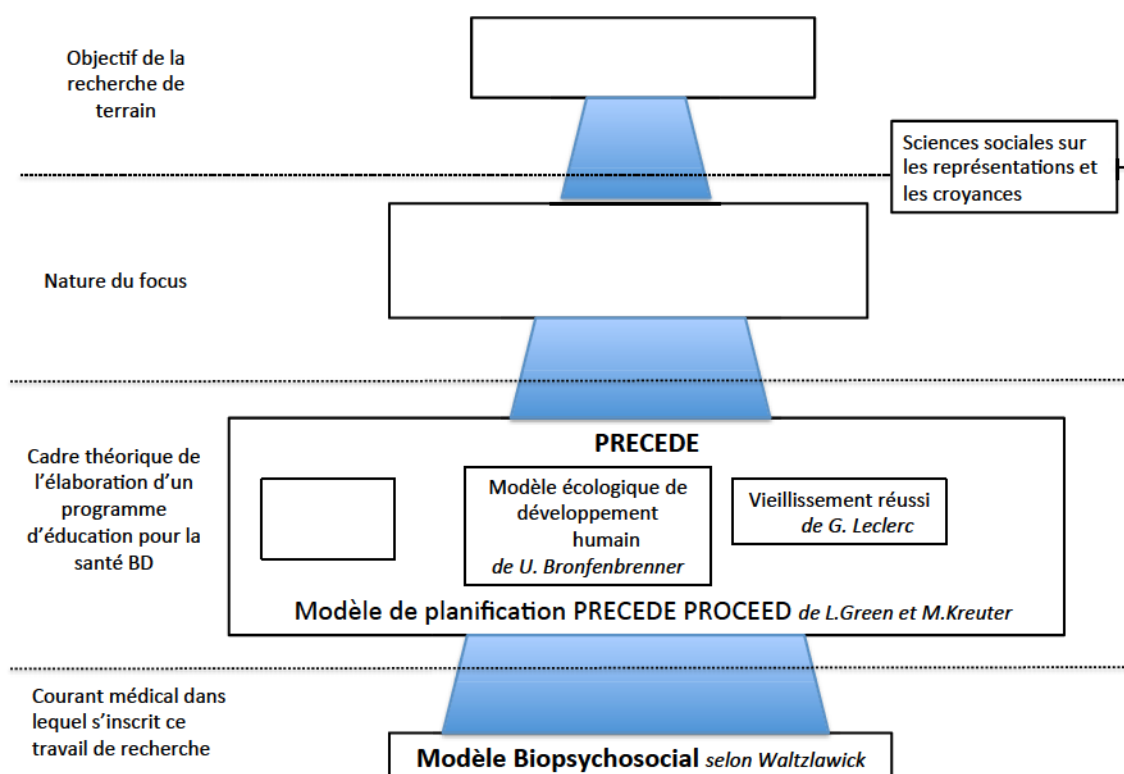 Objectif de la
recherche de
terrain
Sciences sociales sur
les représentations et
les croyances
Nature du focus
Cadre théorique de
l’élaboration d’un
programme
d’éducation pour la
santé BD
PRECEDE
Modèle écologique de
développement
humain
de U. Bronfenbrenner
Vieillissement réussi
de G. Leclerc
Modèle de planification PRECEDE PROCEED de L.Green et M.Kreuter
Courant médical dans
lequel s’inscrit ce
travail de recherche
Modèle Biopsychosocial selon Waltzlawick